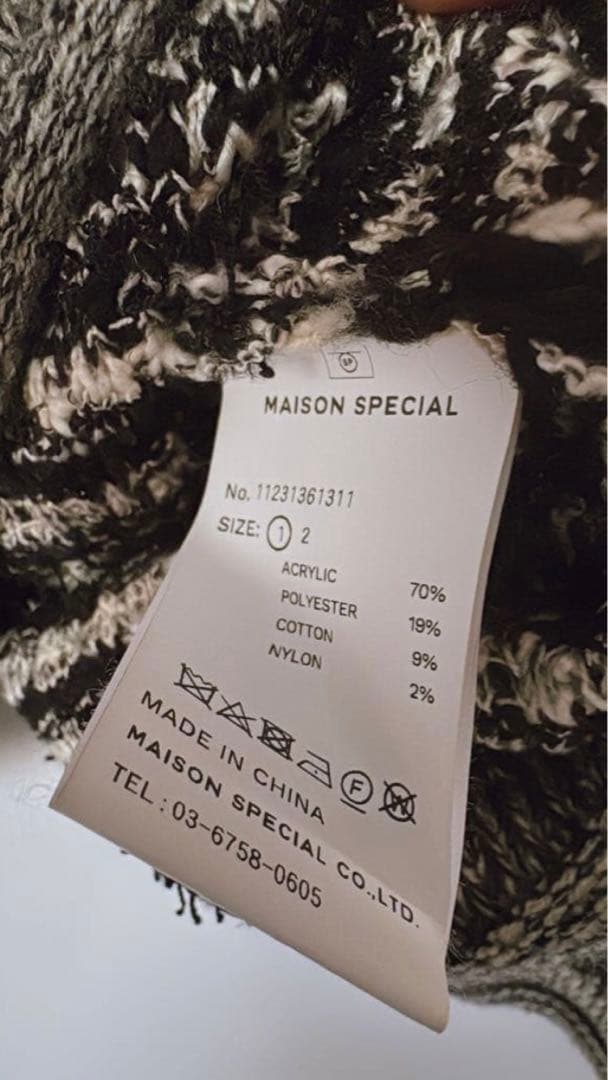 SP
MAISON SPECIAL
No. 11231361311
SIZE: 1 2
ACRYLIC 70%
POLYESTER 19%
COTTON 9%
NYLON 2%
F W
MADE IN CHINA
MAISON SPECIAL CO.,LTD.
TEL : 03-6758-0605